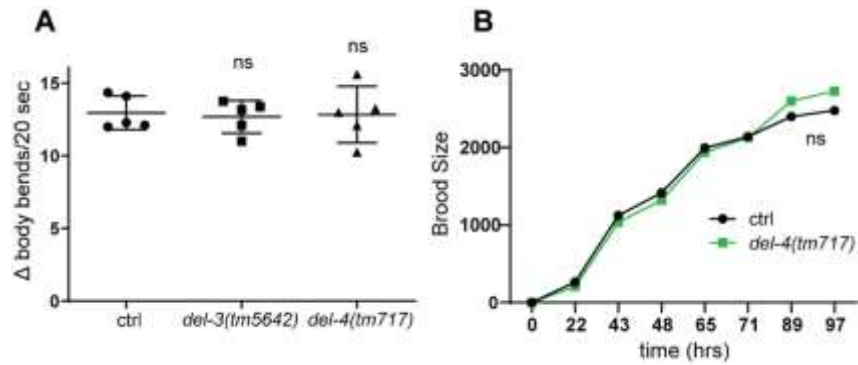 A
ns
ns
Δ body bends/20 sec
15
10
5
0
ctrl
del-3(tm5642)
del-4(tm717)
B
Brood Size
3000
2000
1000
0
ns
ctrl
del-4(tm717)
0 22 43 48 65 71 89 97
time (hrs)